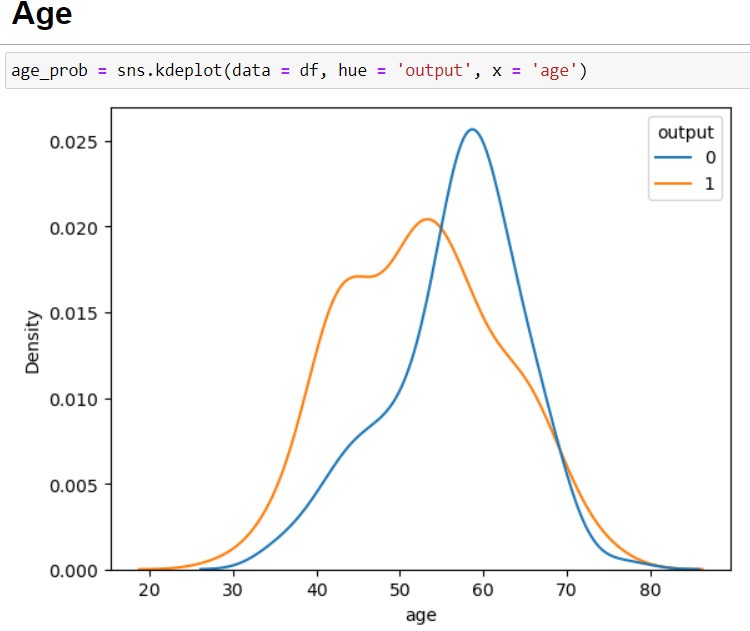 Age
age_prob = sns.kdeplot(data = df, hue = 'output', x = 'age')
output
0
1
0.025
0.020
0.015
0.010
0.005
0.000
Density
20 30 40 50 60 70 80
age